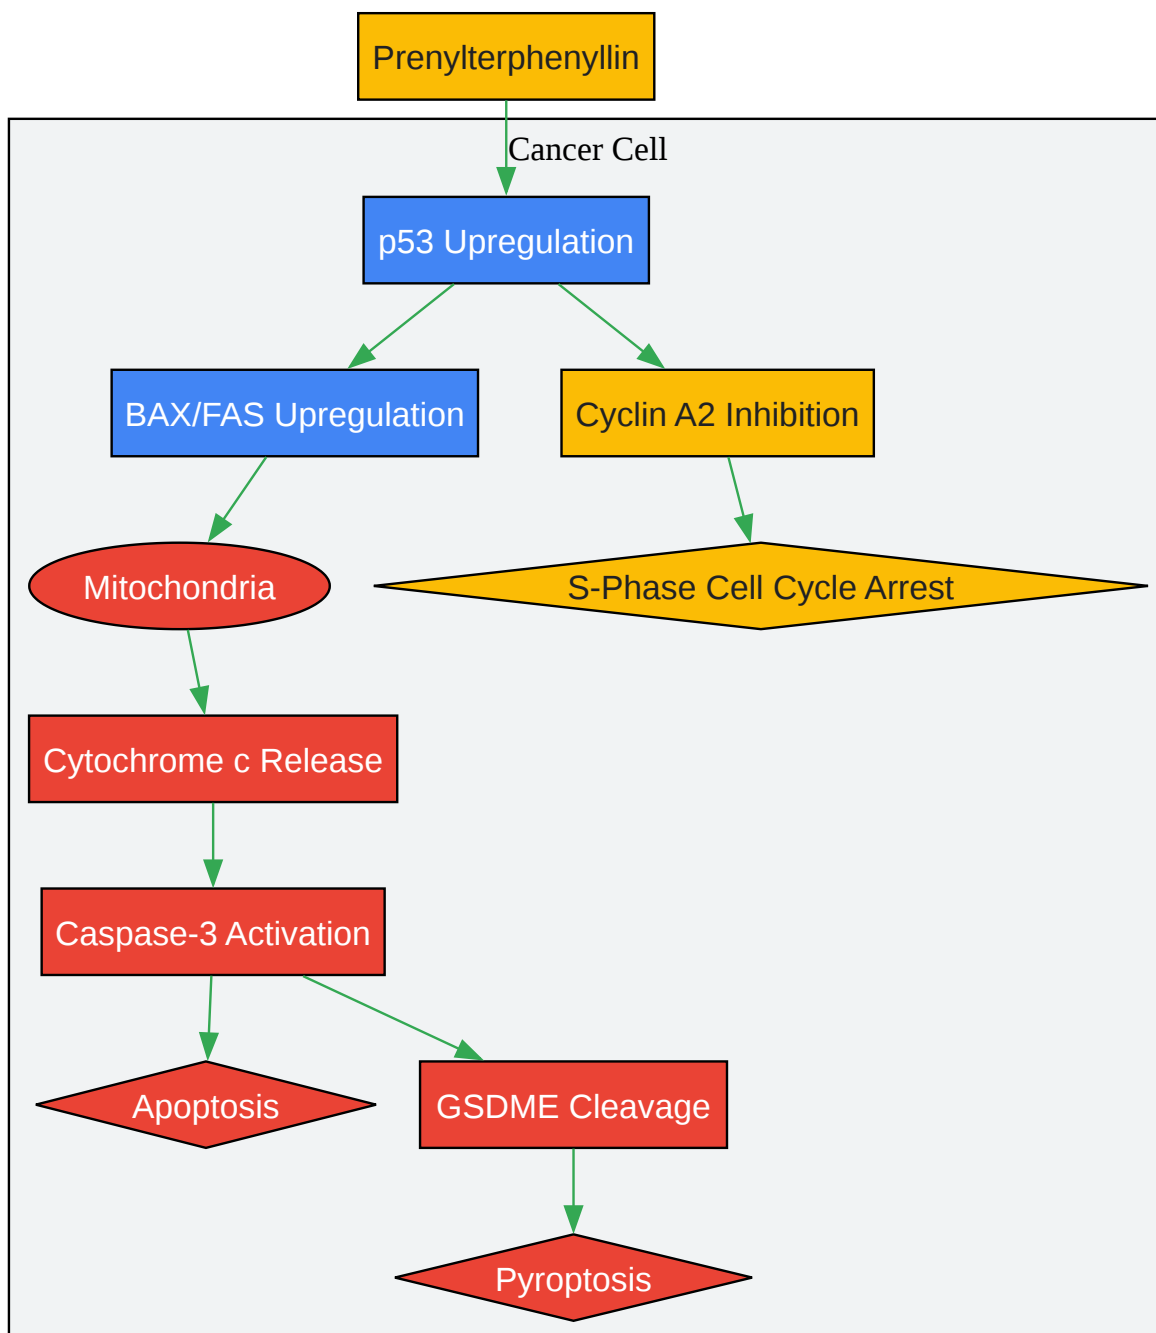 Prenylterphenyllin
Cancer Cell
p53 Upregulation
BAX/FAS Upregulation
Cyclin A2 Inhibition
Mitochondria
S-Phase Cell Cycle Arrest
Cytochrome c Release
Caspase-3 Activation
Apoptosis
GSDME Cleavage
Pyroptosis